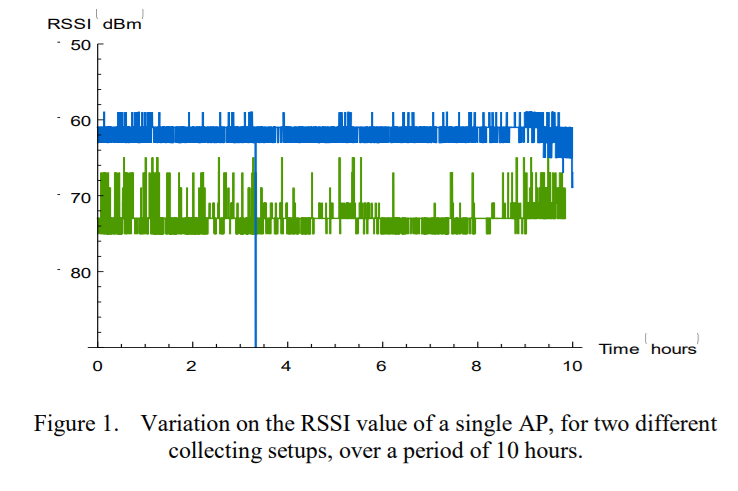 RSSI (dBm)
- 50
- 60
- 70
- 80
0 2 4 6 8 10
Time (hours)
Figure 1. Variation on the RSSI value of a single AP, for two different
collecting setups, over a period of 10 hours.